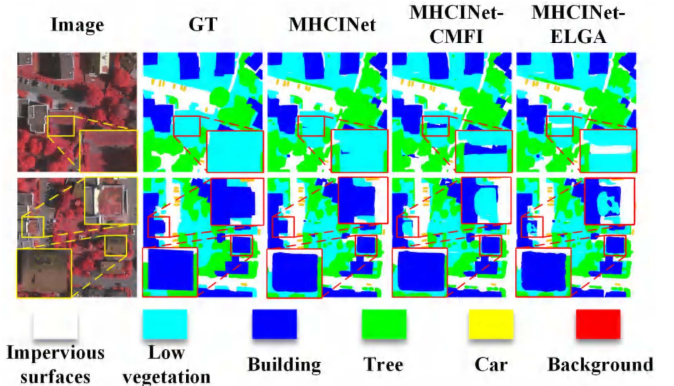 Image GT MHCINet MHCINet-CMFI MHCINet-ELGA
Impervious surfaces Low vegetation Building Tree Car Background